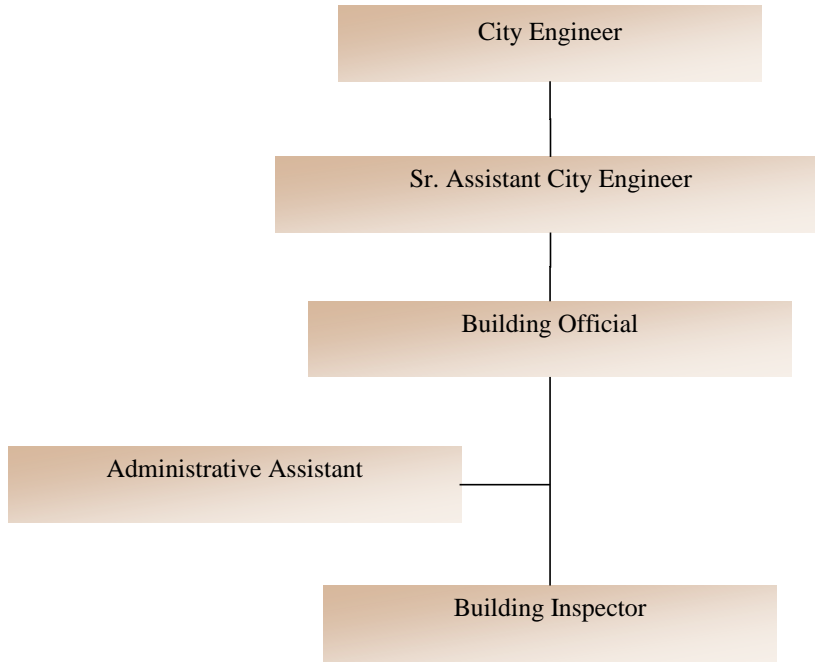 City Engineer
Sr. Assistant City Engineer
Building Official
Administrative Assistant
Building Inspector